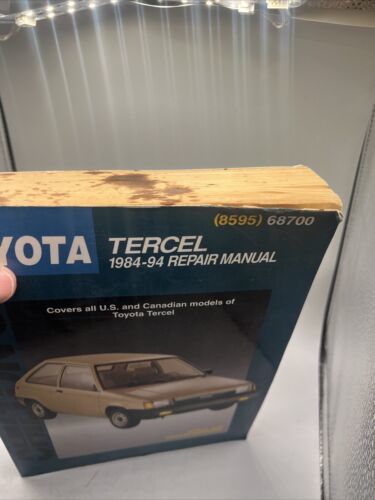 (8595) 68700
YOTA TERCEL
1984-94 REPAIR MANUAL
Covers all U.S. and Canadian models of
Toyota Tercel